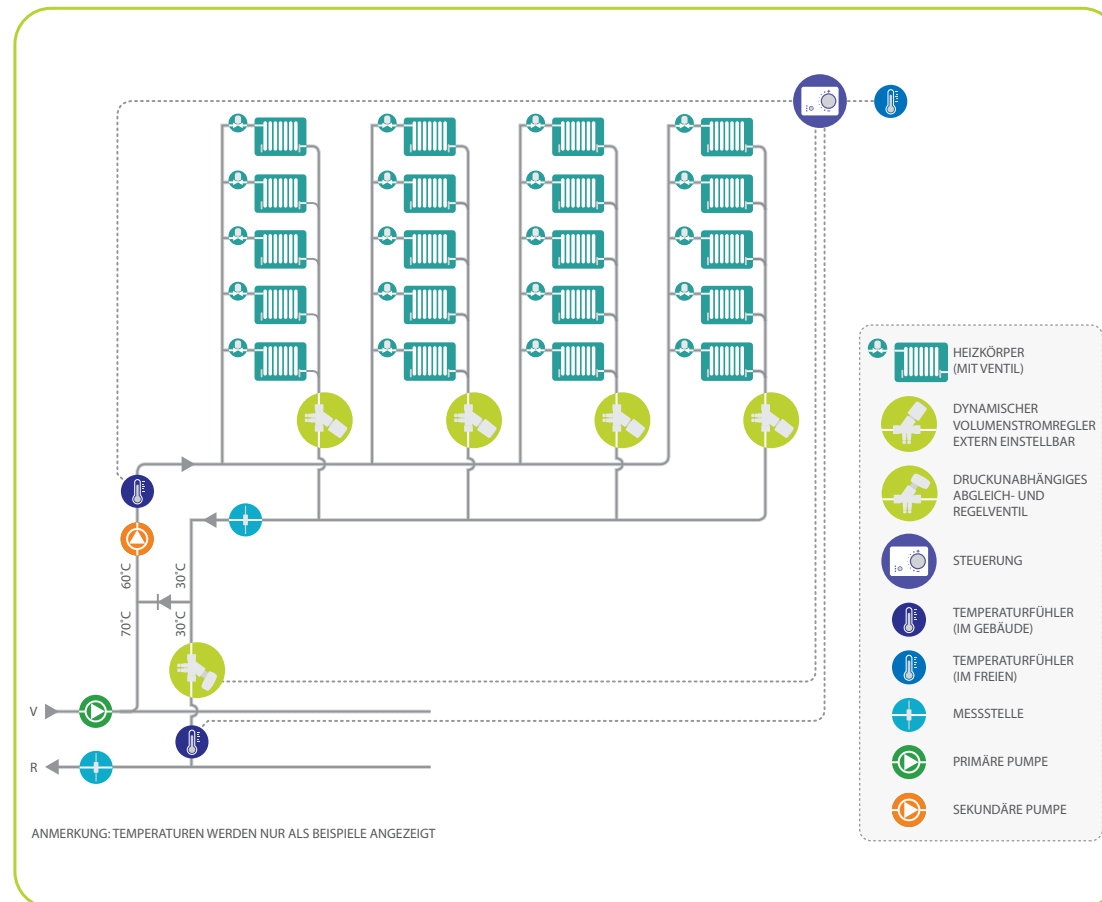 60˚C
30˚C
70˚C
30˚C
V
R
ANMERKUNG: TEMPERATUREN WERDEN NUR ALS BEISPIELE ANGEZEIGT
HEIZKÖRPER
(MIT VENTIL)
DYNAMISCHER
VOLUMENSTROMREGLER
EXTERN EINSTELLBAR
DRUCKUNABHÄNGIGES
ABGLEICH- UND
REGELVENTIL
STEUERUNG
TEMPERATURFÜHLER
(IM GEBÄUDE)
TEMPERATURFÜHLER
(IM FREIEN)
MESSSTELLE
PRIMÄRE PUMPE
SEKUNDÄRE PUMPE